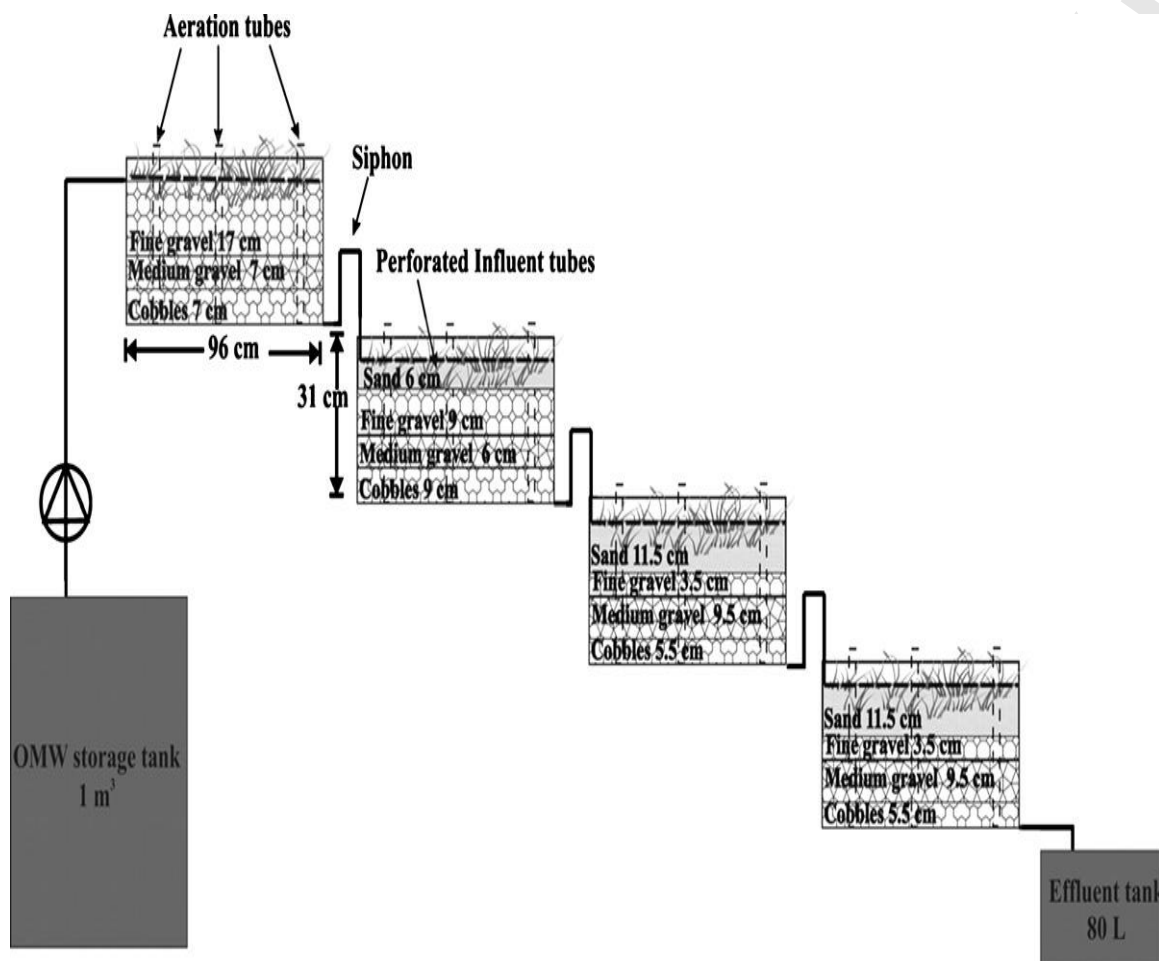 Aeration tubes
Siphon
Fine gravel 17 cm
Medium gravel 7 cm
Cobbles 7 cm
Perforated Influent tubes
96 cm
31 cm
Sand 6 cm
Fine gravel 9 cm
Medium gravel 6 cm
Cobbles 9 cm
Sand 11.5 cm
Fine gravel 3.5 cm
Medium gravel 9.5 cm
Cobbles 5.5 cm
Sand 11.5 cm
Fine gravel 3.5 cm
Medium gravel 9.5 cm
Cobbles 5.5 cm
OMW storage tank
1 m³
Effluent tank
80 L